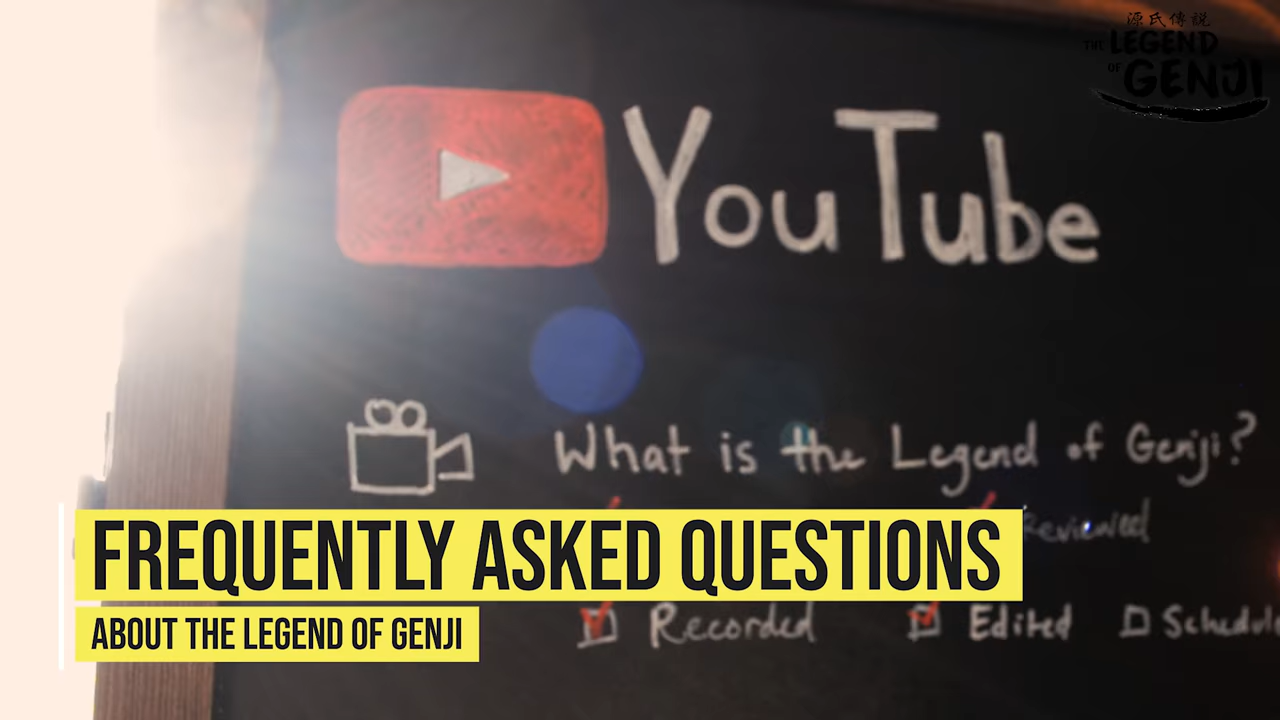 源氏傳說
THE LEGEND
OF GENJI
YouTube
What is the Legend of Genji?
Reviewed
FREQUENTLY ASKED QUESTIONS
Recorded Edited
ABOUT THE LEGEND OF GENJI